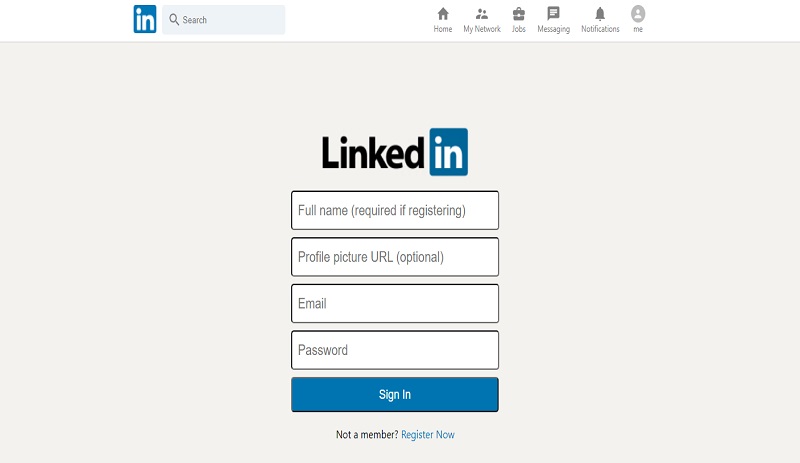 in Search Home My Network Jobs Messaging Notifications me
Linked in
Full name (required if registering)
Profile picture URL (optional)
Email
Password
Sign In
Not a member? Register Now